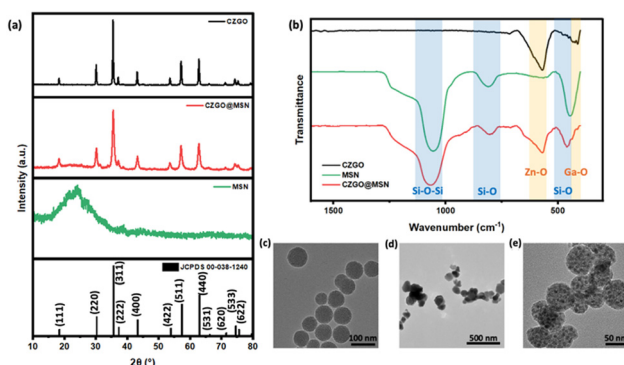 (a)
CZGO
CZGO@MSN
MSN
JCPDS 00-038-1240
(111)
(220)
(311)
(222)
(400)
(422)
(511)
(440)
(531)
(620)
(533)
(622)
Intensity (a.u.)
10 20 30 40 50 60 70 80
2θ (°)
(b)
Transmittance
CZGO
MSN
CZGO@MSN
Si-O-Si
Si-O
Zn-O
Si-O
Ga-O
1500 1000 500
Wavenumber (cm-1)
(c)
100 nm
(d)
500 nm
(e)
50 nm